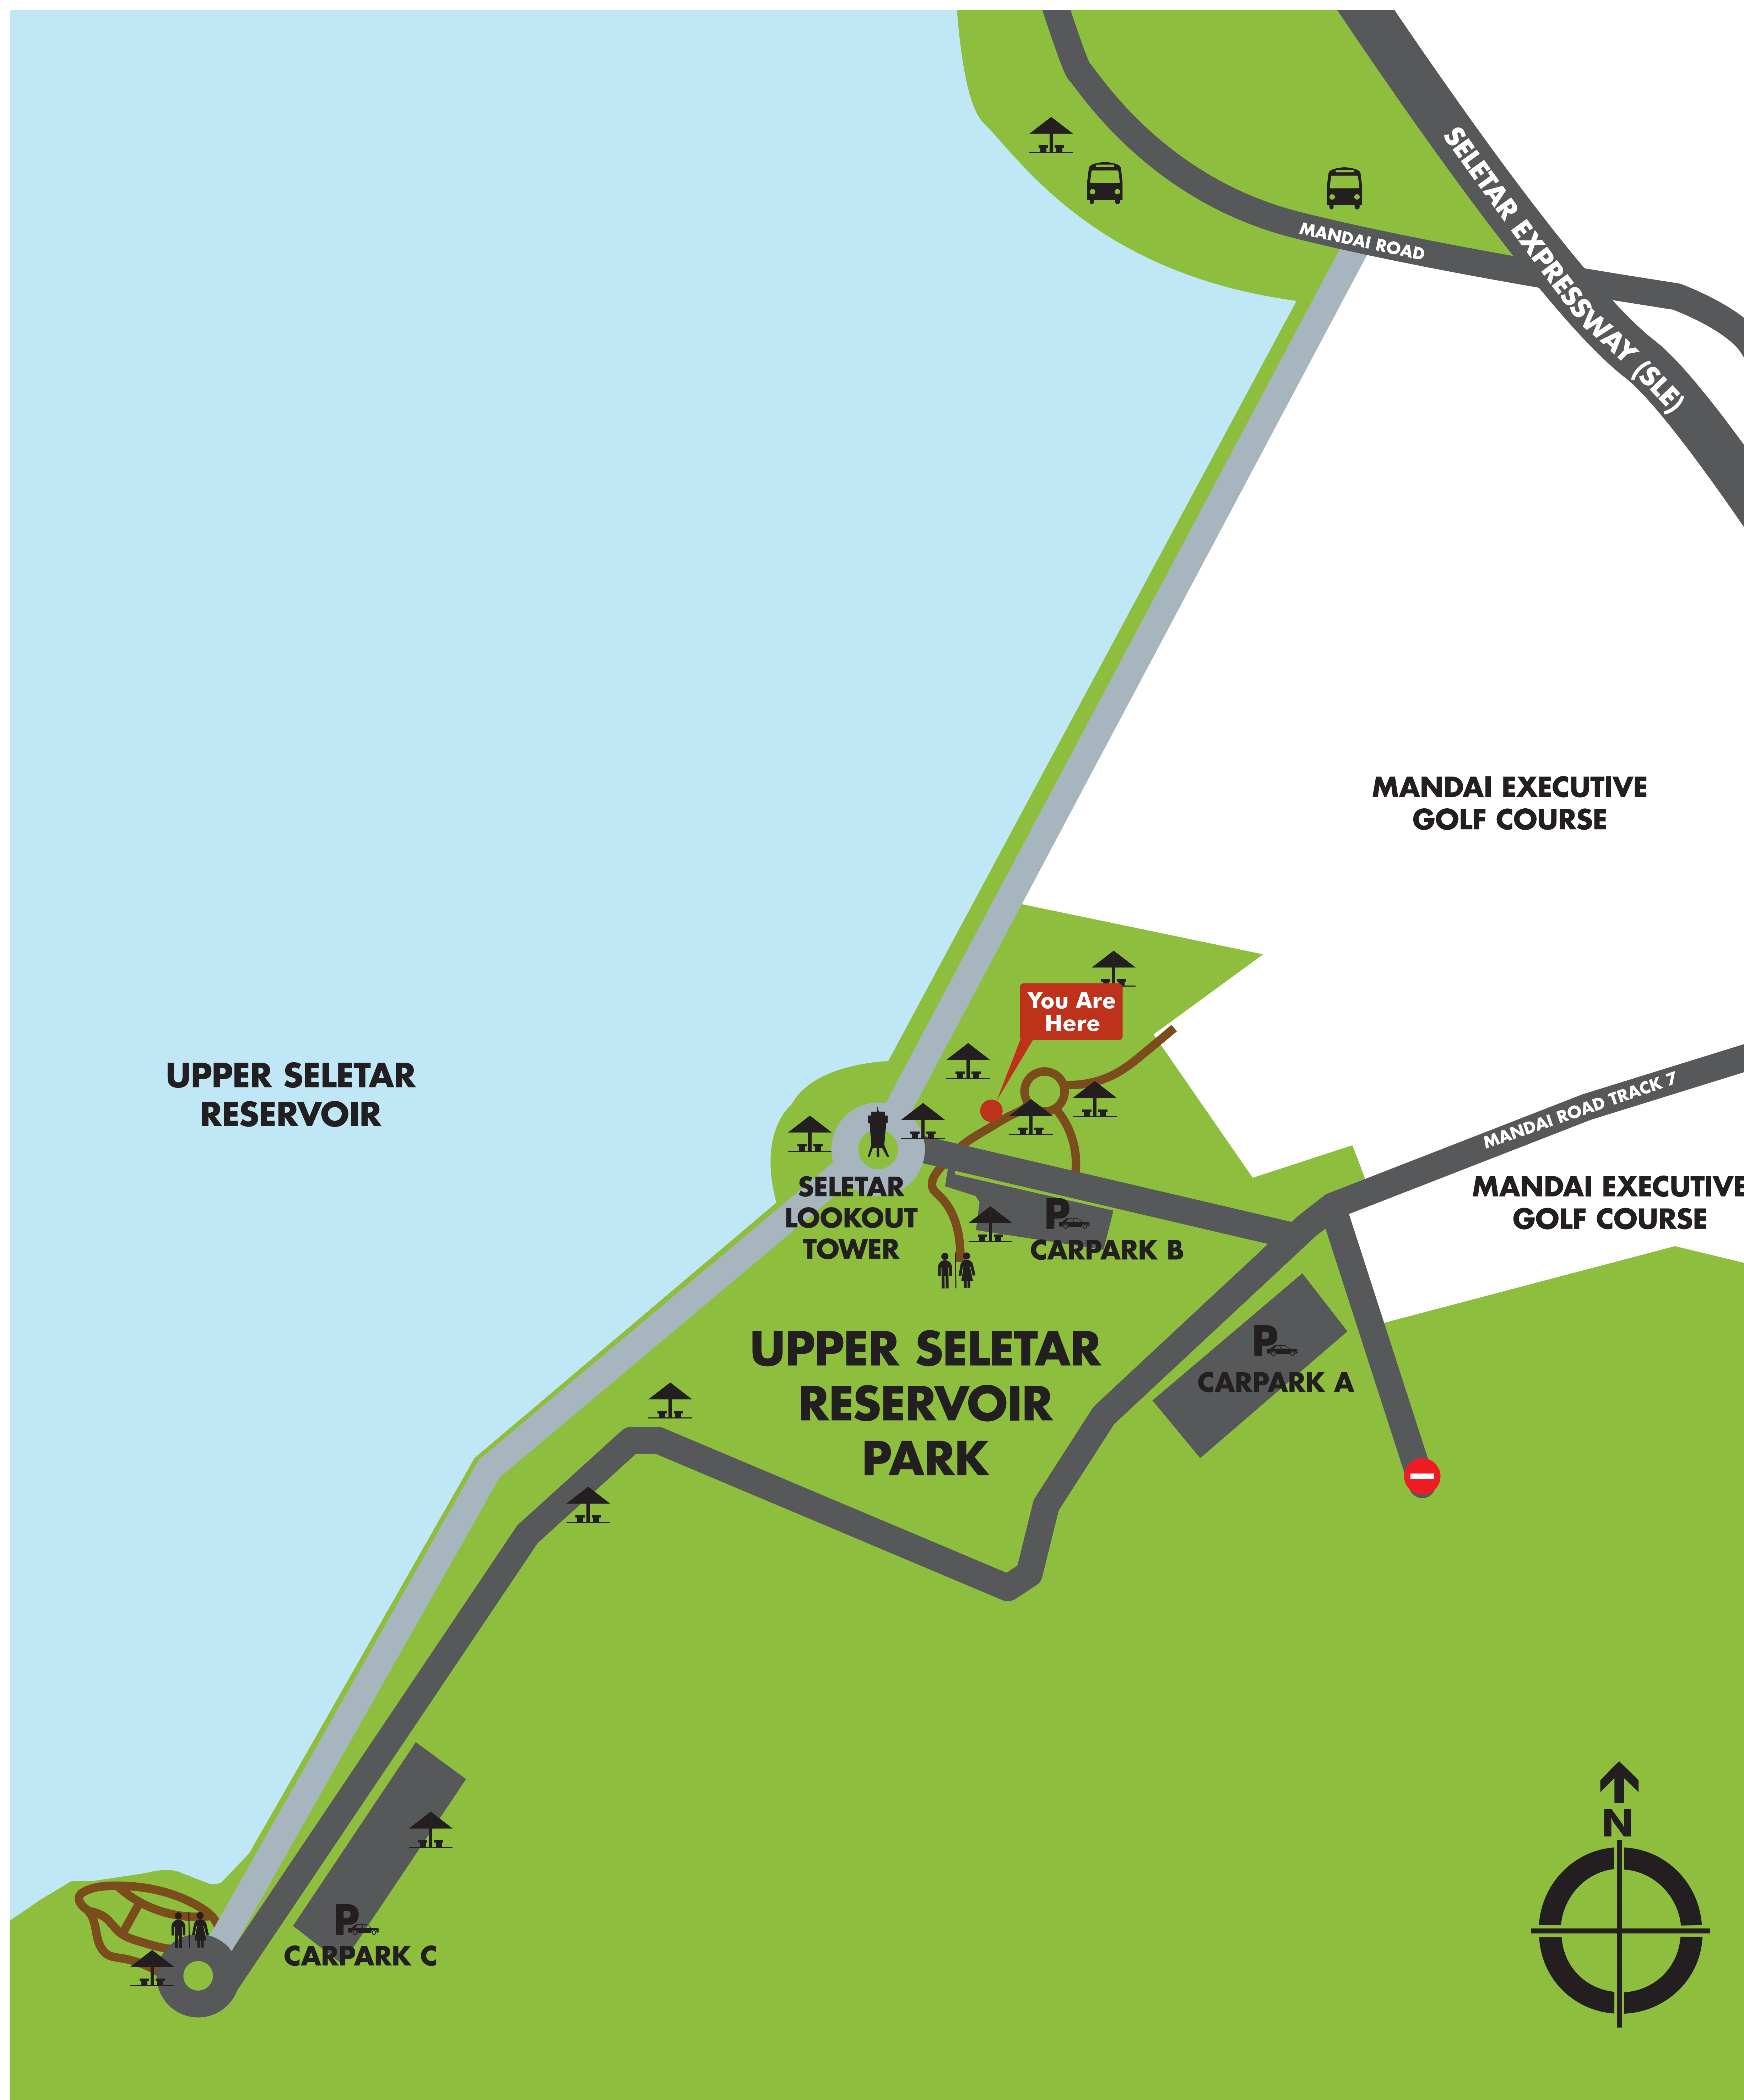 SELETAR EXPRESSWAY (SLE)
MANDAI ROAD
MANDAI EXECUTIVE
GOLF COURSE
You Are
Here
UPPER SELETAR
RESERVOIR
MANDAI ROAD TRACK 7
SELETAR
LOOKOUT
TOWER
P
CARPARK B
MANDAI EXECUTIVE
GOLF COURSE
UPPER SELETAR
RESERVOIR
PARK
P
CARPARK A
N
P
CARPARK C